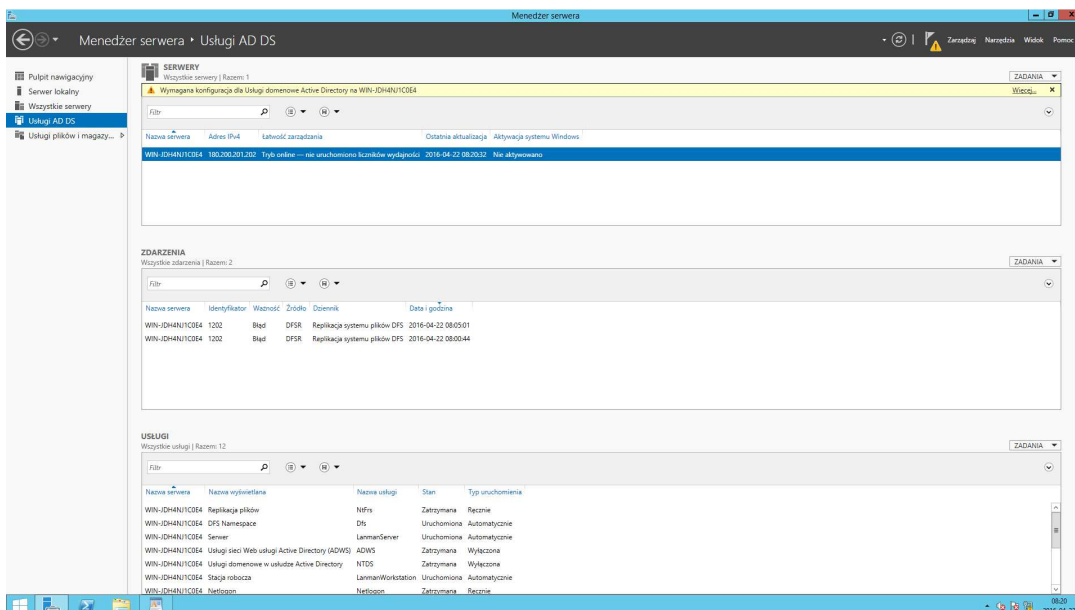 Menedżer serwera
Menedżer serwera • Usługi AD DS
Zarządzaj Narzędzia Widok Pomoc
Pulpit nawigacyjny
Serwer lokalny
Wszystkie serwery
Usługi AD DS
Usługi plików i magazy...
SERWERY
Wszystkie serwery | Razem: 1
ZADANIA
Wymagana konfiguracja dla Usługi domenowe Active Directory na WIN-JDH4NJ1C0E4
Więcej...
Filtr
Nazwa serwera Adres IPv4 Łatwość zarządzania Ostatnia aktualizacja Aktywacja systemu Windows
WIN-JDH4NJ1C0E4 180.200.201.202 Tryb online — nie uruchomiono liczników wydajności 2016-04-22 08:20:32 Nie aktywowano
ZDARZENIA
Wszystkie zdarzenia | Razem: 2
ZADANIA
Filtr
Nazwa serwera Identyfikator Ważność Źródło Dziennik Data i godzina
WIN-JDH4NJ1C0E4 1202 Błąd DFSR Replikacja systemu plików DFS 2016-04-22 08:05:01
WIN-JDH4NJ1C0E4 1202 Błąd DFSR Replikacja systemu plików DFS 2016-04-22 08:00:44
USŁUGI
Wszystkie usługi | Razem: 12
ZADANIA
Filtr
Nazwa serwera Nazwa wyświetlana Nazwa usługi Stan Typ uruchomienia
WIN-JDH4NJ1C0E4 Replikacja plików NtFrs Zatrzymana Ręcznie
WIN-JDH4NJ1C0E4 DFS Namespace Dfs Uruchomiona Automatycznie
WIN-JDH4NJ1C0E4 Serwer LanmanServer Uruchomiona Automatycznie
WIN-JDH4NJ1C0E4 Usługi sieci Web usługi Active Directory (ADWS) ADWS Zatrzymana Wyłączona
WIN-JDH4NJ1C0E4 Usługi domenowe w usłudze Active Directory NTDS Zatrzymana Wyłączona
WIN-JDH4NJ1C0E4 Stacja robocza LanmanWorkstation Uruchomiona Automatycznie
WIN-JDH4NJ1C0E4 Netlogon Netlogon Zatrzymana Ręcznie
08:20